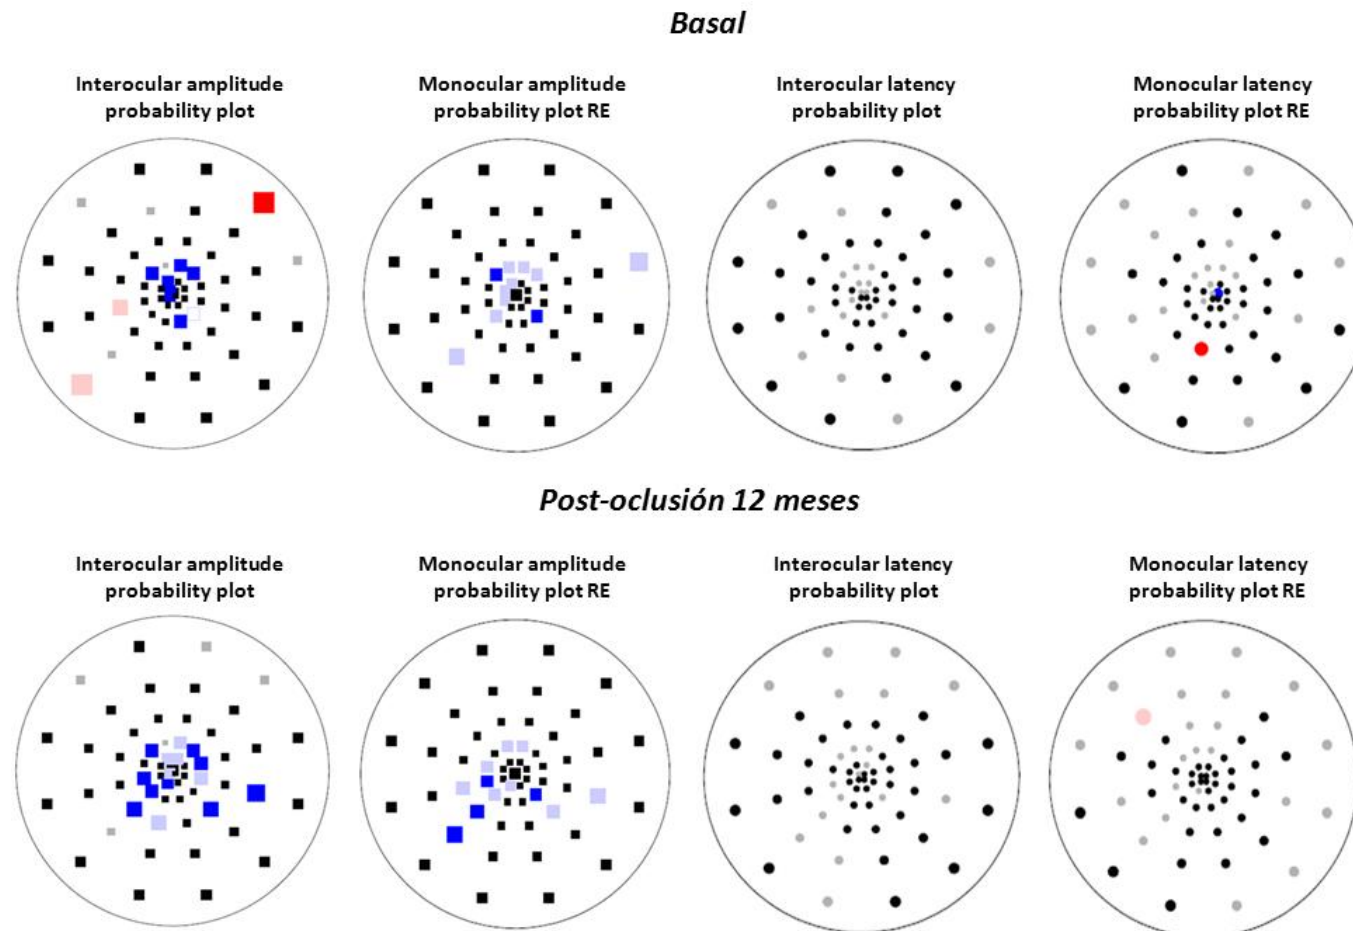 Basal
Interocular amplitude
probability plot
Monocular amplitude
probability plot RE
Interocular latency
probability plot
Monocular latency
probability plot RE
Post-oclusión 12 meses
Interocular amplitude
probability plot
Monocular amplitude
probability plot RE
Interocular latency
probability plot
Monocular latency
probability plot RE